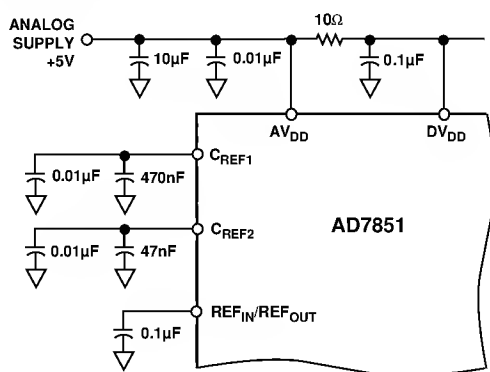 ANALOG
SUPPLY
+5V
10µF
0.01µF
10Ω
0.1µF
AVDD
DVDD
CREF1
0.01µF
470nF
CREF2
0.01µF
47nF
AD7851
REFIN/REFOUT
0.1µF